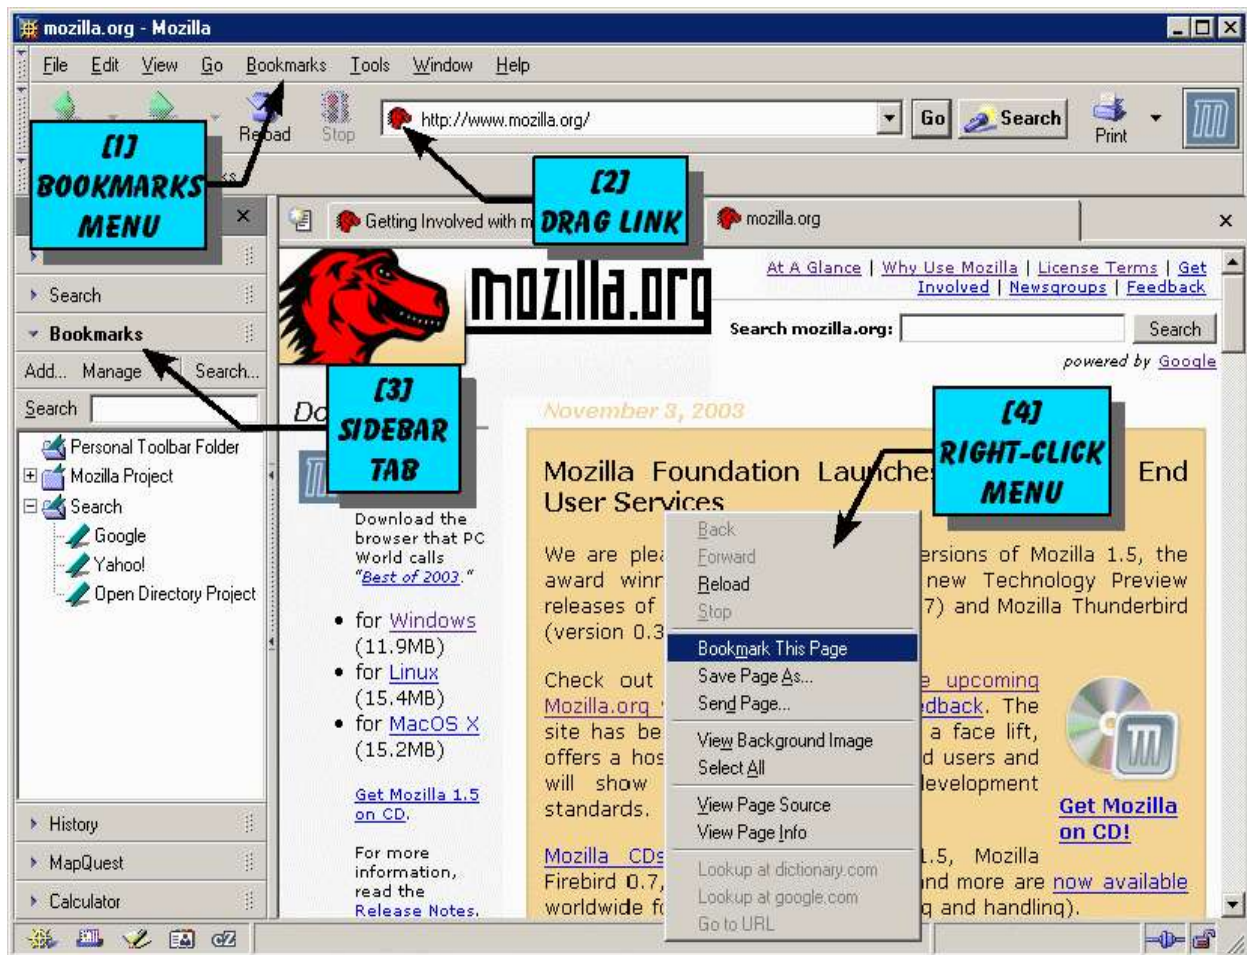 mozilla.org - Mozilla
File Edit View Go Bookmarks Tools Window Help
Reload Stop http://www.mozilla.org/ Go Search Print
[1]
BOOKMARKS
MENU
[2]
DRAG LINK
Getting Involved with m
mozilla.org
mozilla.org
At A Glance | Why Use Mozilla | License Terms | Get
Involved | Newsgroups | Feedback
Search mozilla.org: Search
powered by Google
Search
Bookmarks
Add... Manage Search...
Search
Personal Toolbar Folder
Mozilla Project
Search
Google
Yahoo!
Open Directory Project
History
MapQuest
Calculator
[3]
SIDEBAR
TAB
Do
Download the
browser that PC
World calls
"Best of 2003."
for Windows
(11.9MB)
for Linux
(15.4MB)
for MacOS X
(15.2MB)
Get Mozilla 1.5
on CD.
For more
information,
read the
Release Notes.
November 3, 2003
[4]
RIGHT-CLICK
MENU
Mozilla Foundation Launches End
User Services
We are plea ersions of Mozilla 1.5, the
award winn new Technology Preview
releases of 7) and Mozilla Thunderbird
(version 0.3
Check out e upcoming
Mozilla.org dback. The
site has be a face lift,
offers a hos d users and
will show development
standards.
Get Mozilla
on CD!
Mozilla CDs 1.5, Mozilla
Firebird 0.7, and more are now available
worldwide fo g and handling).
Back
Forward
Reload
Stop
Bookmark This Page
Save Page As...
Send Page...
View Background Image
Select All
View Page Source
View Page Info
Lookup at dictionary.com
Lookup at google.com
Go to URL